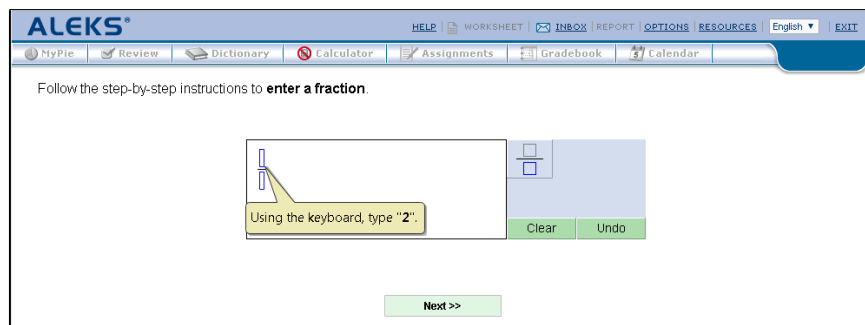 ALEKS®
HELP | WORKSHEET | INBOX | REPORT | OPTIONS | RESOURCES | English ▼ | EXIT
MyPie | Review | Dictionary | Calculator | Assignments | Gradebook | Calendar
Follow the step-by-step instructions to enter a fraction.
Using the keyboard, type "2".
Clear Undo
Next >>